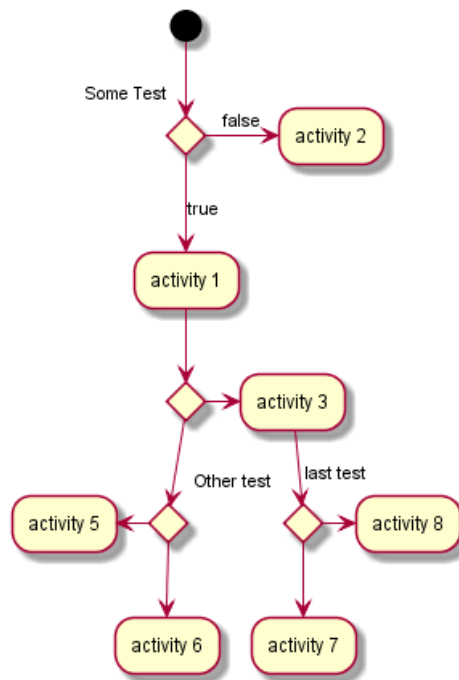 Some Test
false
activity 2
true
activity 1
activity 3
Other test
last test
activity 5
activity 8
activity 6
activity 7